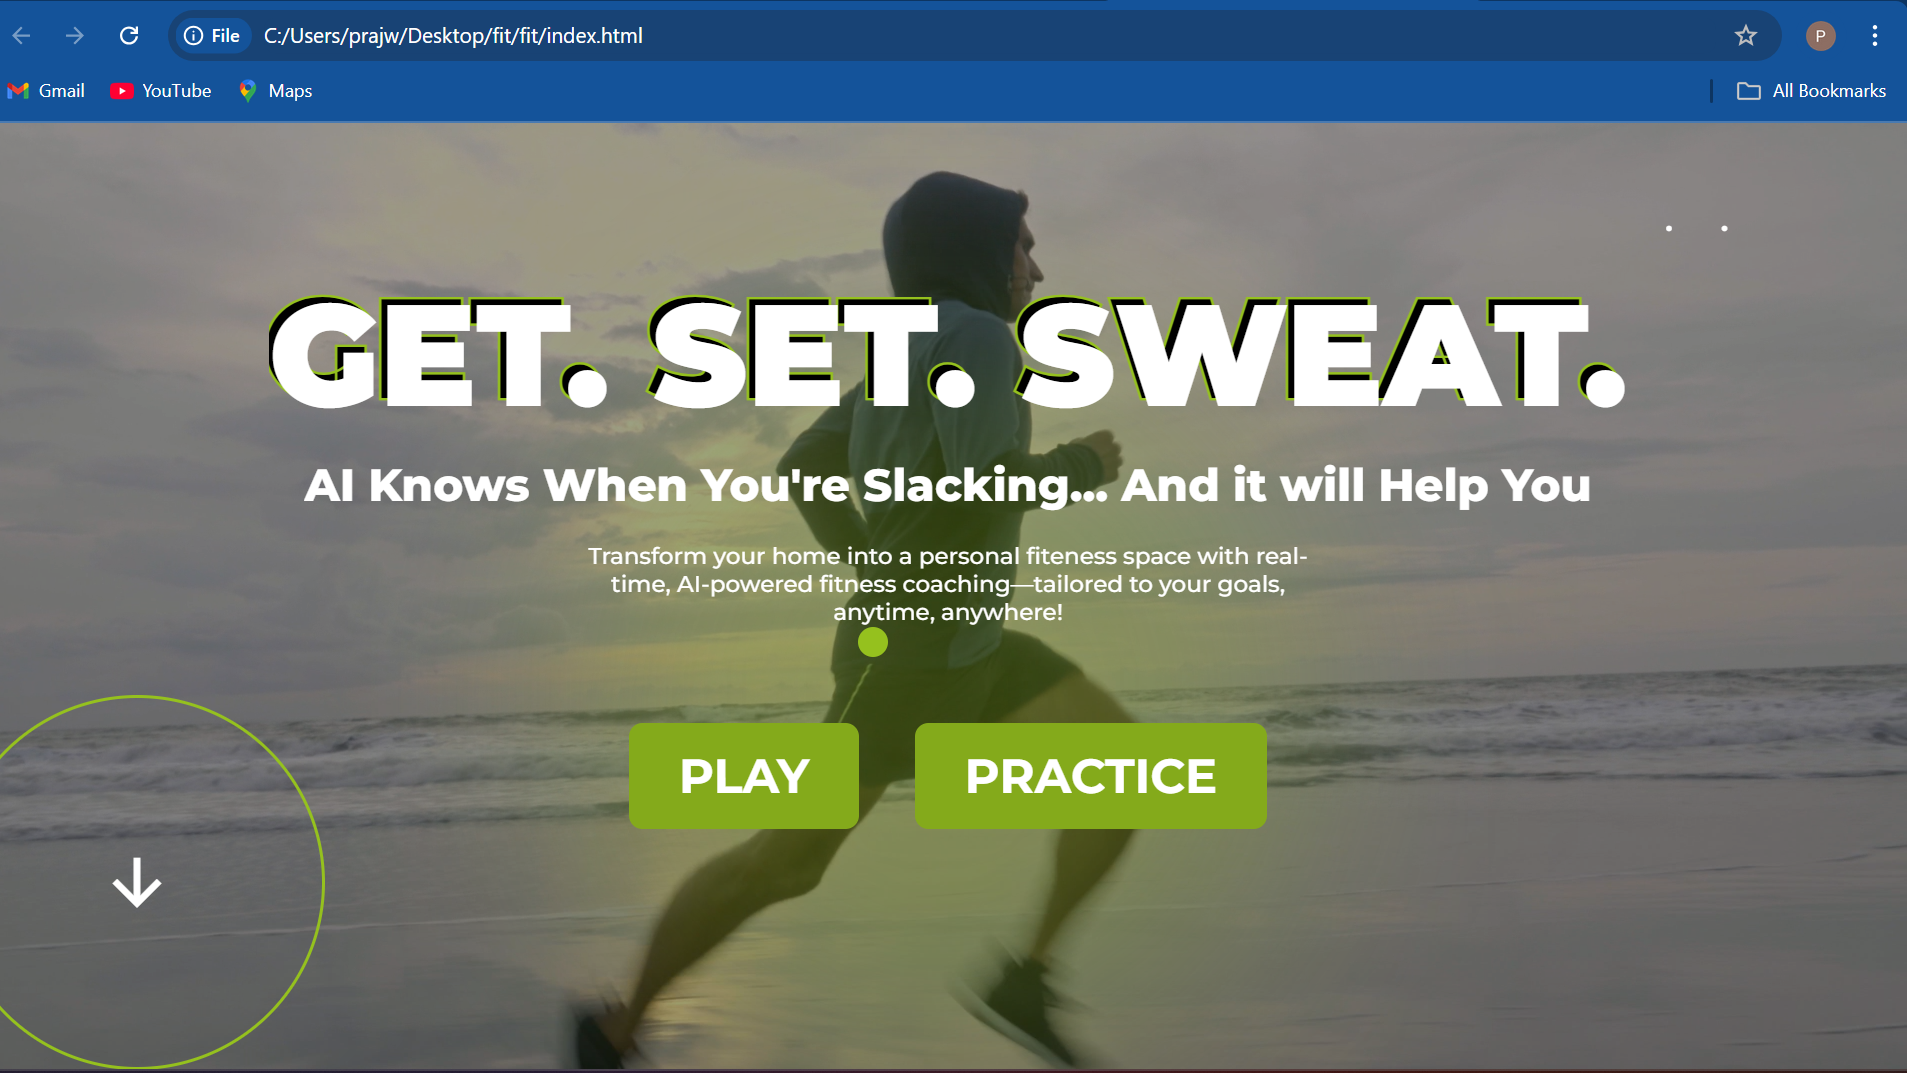 File C:/Users/prajw/Desktop/fit/fit/index.html P
Gmail YouTube Maps All Bookmarks
GET. SET. SWEAT.
AI Knows When You're Slacking... And it will Help You
Transform your home into a personal fiteness space with real-
time, AI-powered fitness coaching—tailored to your goals,
anytime, anywhere!
PLAY PRACTICE